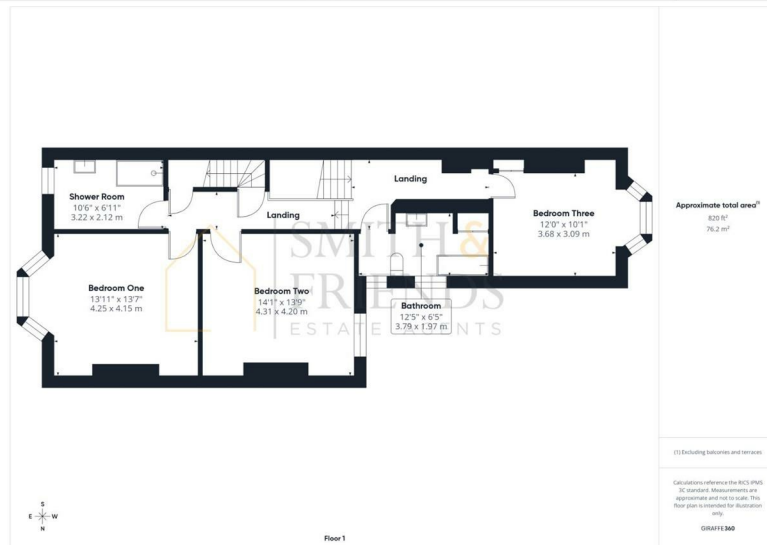 Shower Room
10'6" x 6'11"
3.22 x 2.12 m
Landing
Landing
Bedroom Three
12'0" x 10'1"
3.68 x 3.09 m
Bedroom One
13'11" x 13'7"
4.25 x 4.15 m
Bedroom Two
14'1" x 13'9"
4.31 x 4.20 m
Bathroom
12'5" x 6'5"
3.79 x 1.97 m
SMITH &
FRIENDS
ESTATE AGENTS
Approximate total area⁽¹⁾
820 ft²
76.2 m²
(1) Excluding balconies and terraces
Calculations reference the RICS IPMS
3C standard. Measurements are
approximate and not to scale. This
floor plan is intended for illustration
only.
GIRAFFE360
S
E W
N
Floor 1